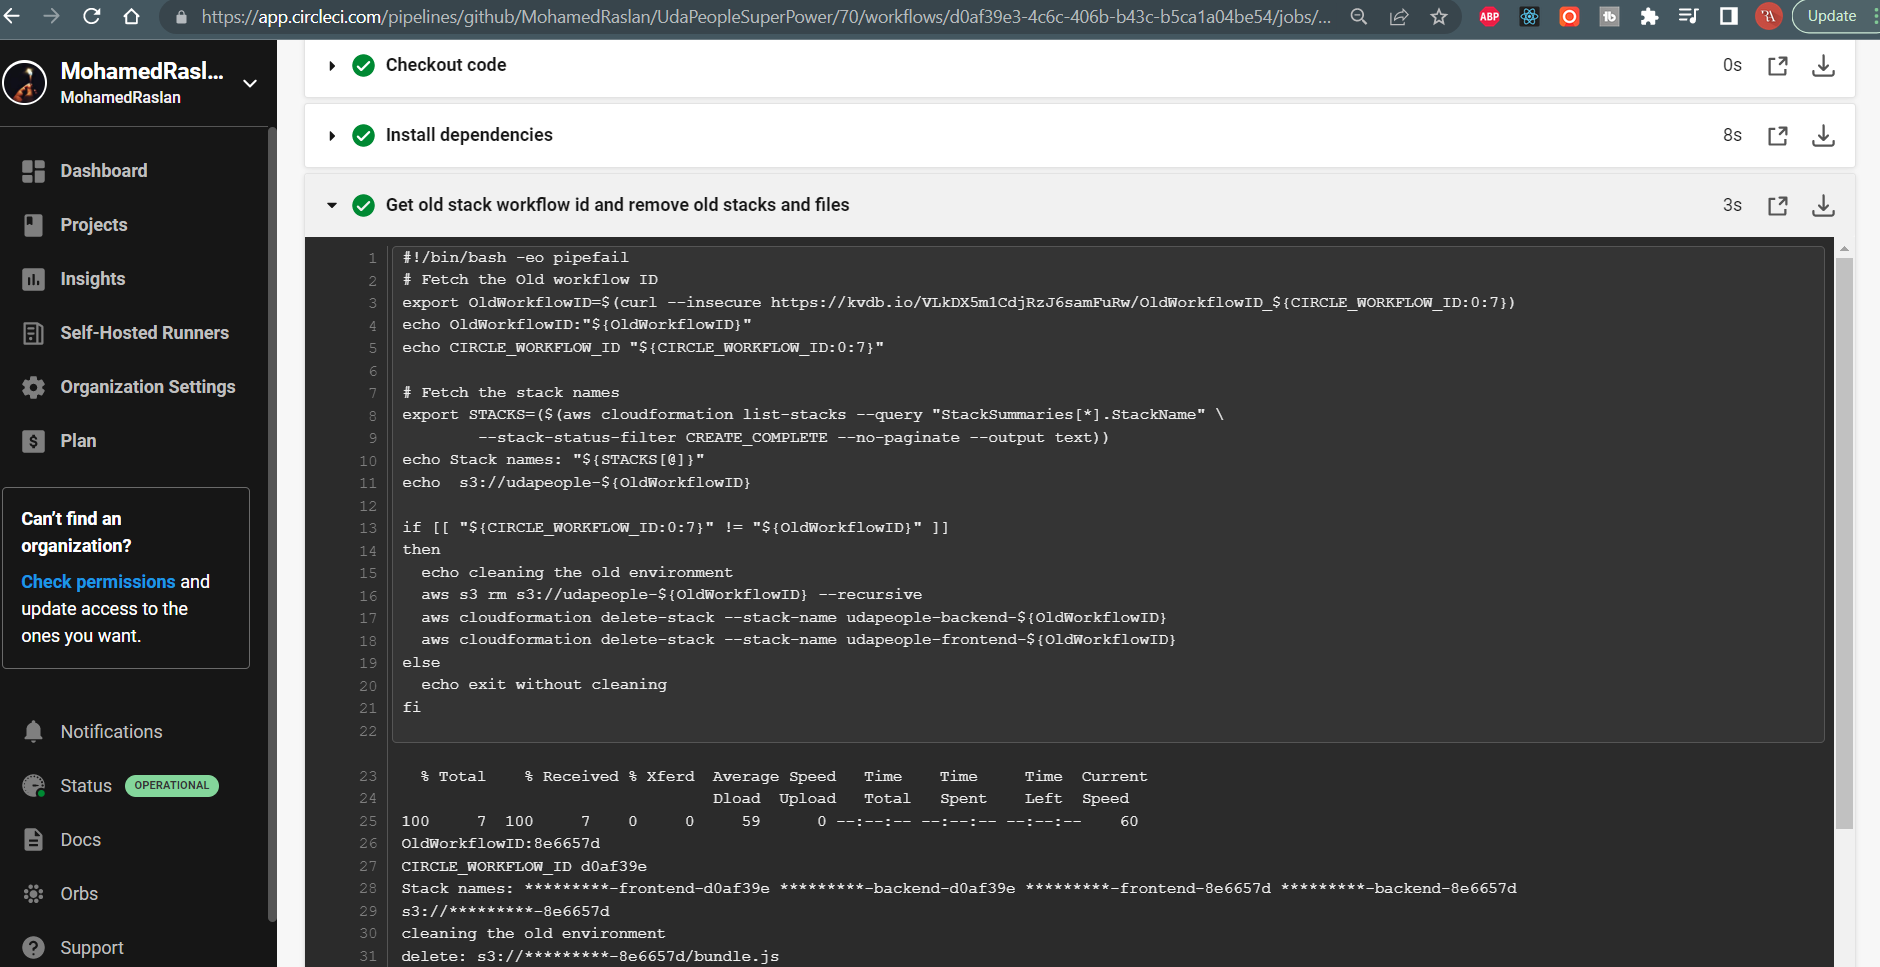 https://app.circleci.com/pipelines/github/MohamedRaslan/UdaPeopleSuperPower/70/workflows/d0af39e3-4c6c-406b-b43c-b5ca1a04be54/jobs/...
ABP
Update
MohamedRasl...
MohamedRaslan
Dashboard
Projects
Insights
Self-Hosted Runners
Organization Settings
Plan
Can't find an
organization?
Check permissions and
update access to the
ones you want.
Notifications
Status OPERATIONAL
Docs
Orbs
Support
Checkout code 0s
Install dependencies 8s
Get old stack workflow id and remove old stacks and files 3s
1 #!/bin/bash -eo pipefail
2 # Fetch the Old workflow ID
3 export OldWorkflowID=$(curl --insecure https://kvdb.io/VLkDX5m1CdjRzJ6samFuRw/OldWorkflowID_${CIRCLE_WORKFLOW_ID:0:7})
4 echo OldWorkflowID:"${OldWorkflowID}"
5 echo CIRCLE_WORKFLOW_ID "${CIRCLE_WORKFLOW_ID:0:7}"
6
7 # Fetch the stack names
8 export STACKS=($(aws cloudformation list-stacks --query "StackSummaries[*].StackName" \
9 --stack-status-filter CREATE_COMPLETE --no-paginate --output text))
10 echo Stack names: "${STACKS[@]}"
11 echo  s3://udapeople-${OldWorkflowID}
12
13 if [[ "${CIRCLE_WORKFLOW_ID:0:7}" != "${OldWorkflowID}" ]]
14 then
15 echo cleaning the old environment
16 aws s3 rm s3://udapeople-${OldWorkflowID} --recursive
17 aws cloudformation delete-stack --stack-name udapeople-backend-${OldWorkflowID}
18 aws cloudformation delete-stack --stack-name udapeople-frontend-${OldWorkflowID}
19 else
20 echo exit without cleaning
21 fi
22
23 % Total % Received % Xferd Average Speed Time Time Time Current
24 Dload Upload Total Spent Left Speed
25 100 7 100 7 0 0 59 0 --:--:-- --:--:-- --:--:-- 60
26 OldWorkflowID:8e6657d
27 CIRCLE_WORKFLOW_ID d0af39e
28 Stack names: *********-frontend-d0af39e *********-backend-d0af39e *********-frontend-8e6657d *********-backend-8e6657d
29 s3://*********-8e6657d
30 cleaning the old environment
31 delete: s3://*********-8e6657d/bundle.js